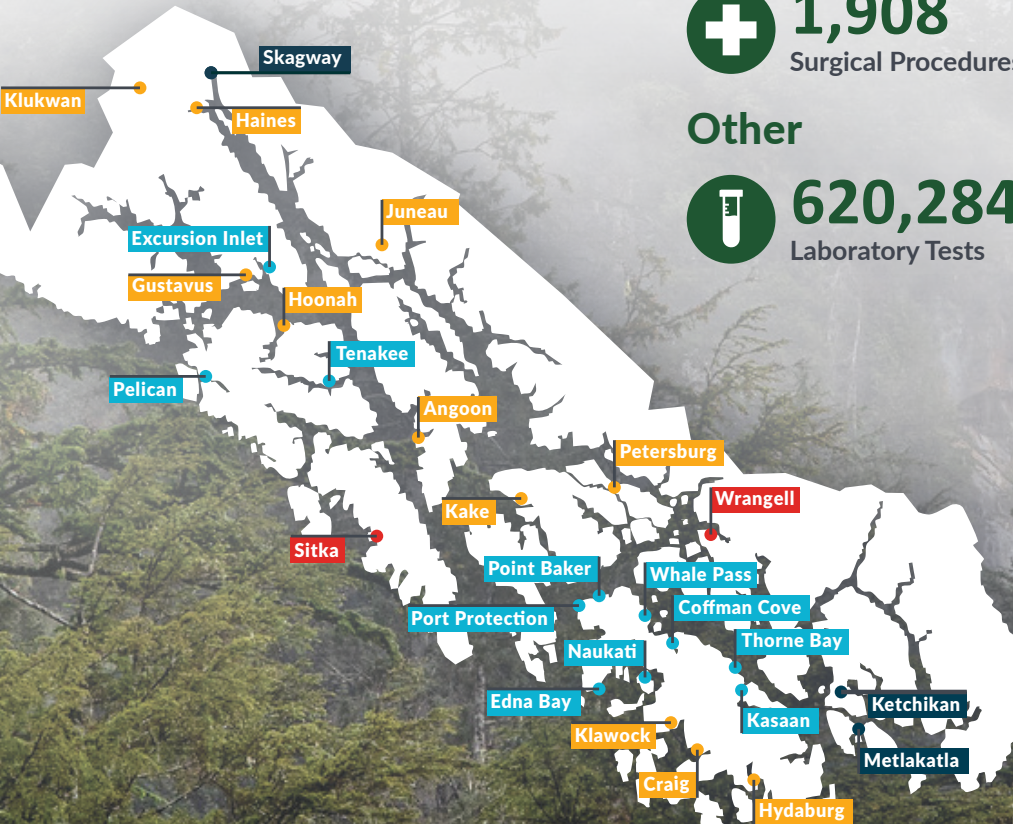 1,908
Surgical Procedures
Other
620,284
Laboratory Tests
Skagway
Klukwan
Haines
Juneau
Excursion Inlet
Gustavus
Hoonah
Tenakee
Pelican
Angoon
Petersburg
Wrangell
Kake
Sitka
Point Baker
Whale Pass
Coffman Cove
Port Protection
Thorne Bay
Naukati
Edna Bay
Ketchikan
Kasaan
Klawock
Metlakatla
Craig
Hydaburg